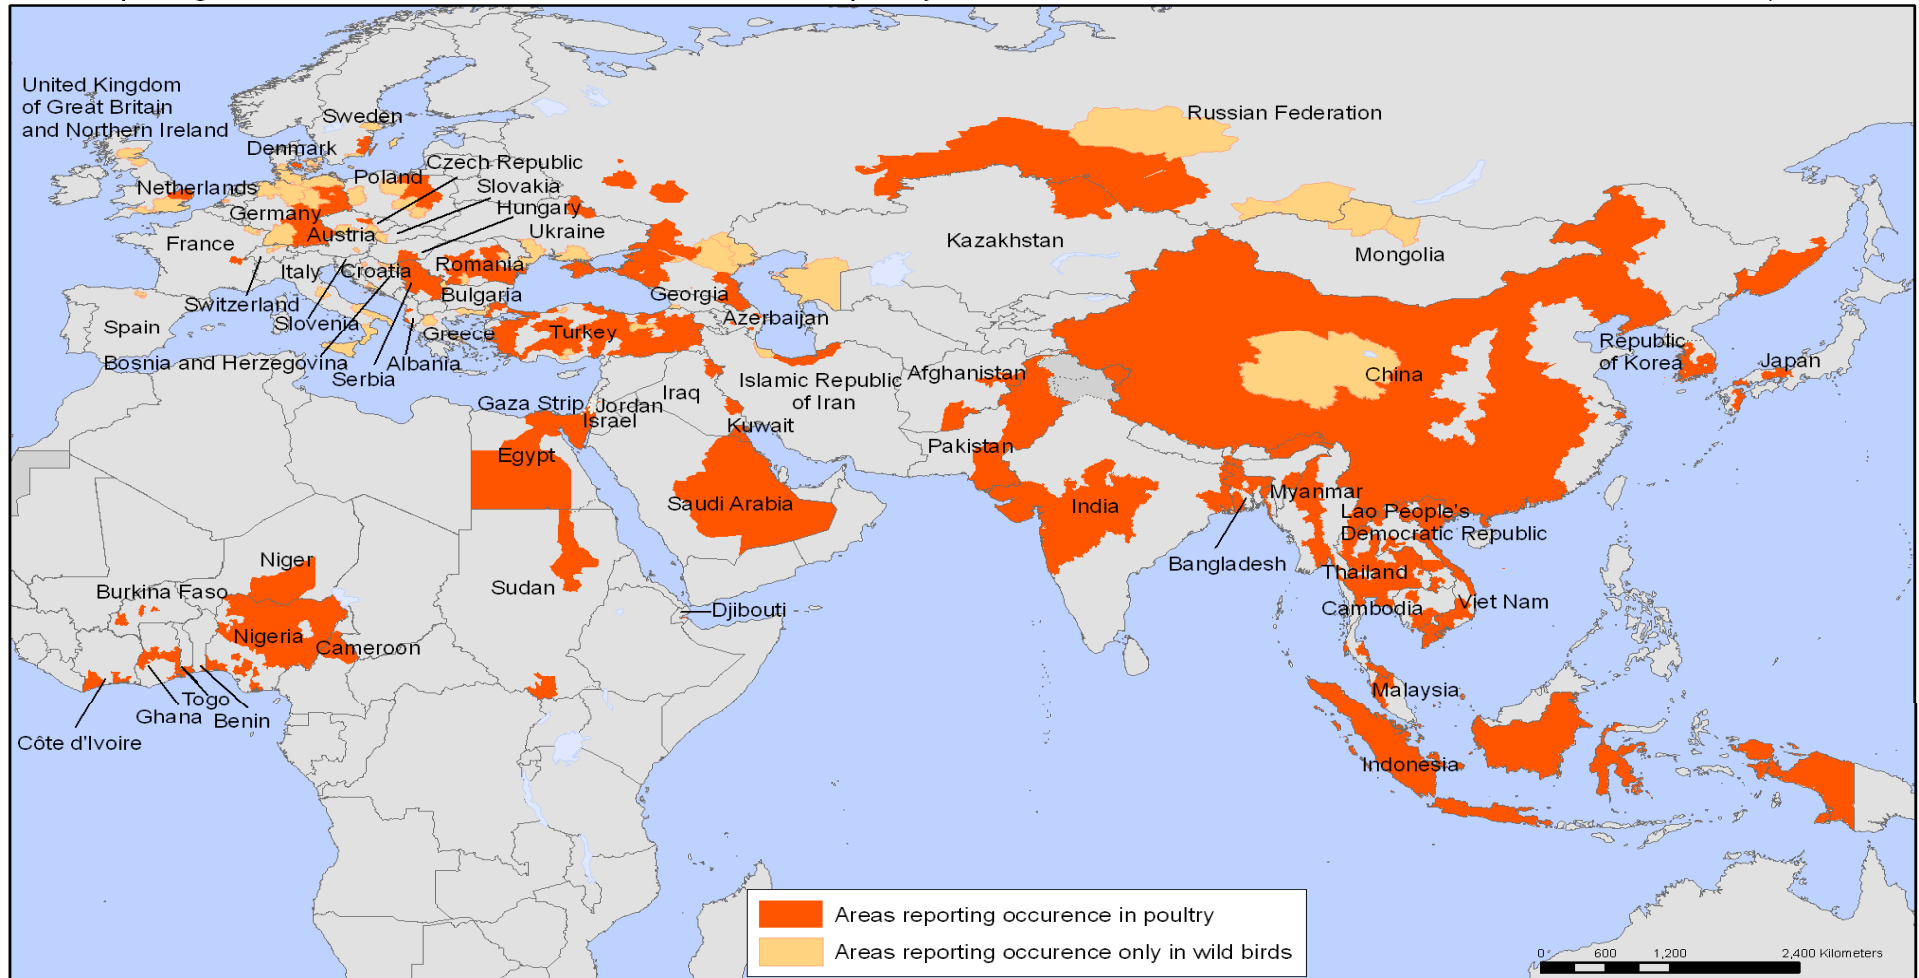 United Kingdom
of Great Britain
and Northern Ireland
Sweden
Denmark
Czech Republic
Netherlands
Poland
Slovakia
Hungary
Germany
Austria
Ukraine
France
Italy
Croatia
Romania
Switzerland
Bulgaria
Georgia
Slovenia
Azerbaijan
Spain
Greece
Turkey
Bosnia and Herzegovina
Albania
Serbia
Russian Federation
Kazakhstan
Mongolia
China
Republic
of Korea
Japan
Afghanistan
Islamic Republic
of Iran
Iraq
Gaza Strip
Jordan
Israel
Kuwait
Pakistan
Egypt
Saudi Arabia
India
Myanmar
Lao People's
Democratic Republic
Bangladesh
Thailand
Cambodia
Viet Nam
Niger
Burkina Faso
Sudan
Djibouti
Nigeria
Cameroon
Togo
Ghana
Benin
Côte d'Ivoire
Malaysia
Indonesia
Areas reporting occurence in poultry
Areas reporting occurence only in wild birds
0 600 1,200 2,400 Kilometers